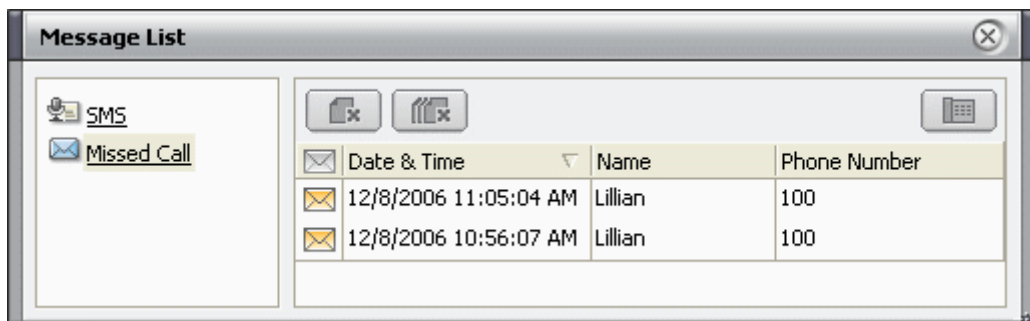 Message List
SMS
Missed Call
Date & Time Name Phone Number
12/8/2006 11:05:04 AM Lillian 100
12/8/2006 10:56:07 AM Lillian 100